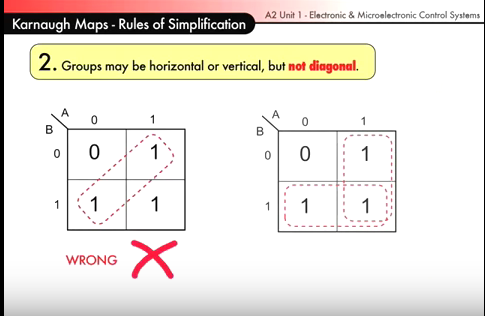 A2 Unit 1 - Electronic & Microelectronic Control Systems
Karnaugh Maps - Rules of Simplification
2. Groups may be horizontal or vertical, but not diagonal.
A 0 1
B
0 0 1
1 1 1
WRONG
A 0 1
B
0 0 1
1 1 1